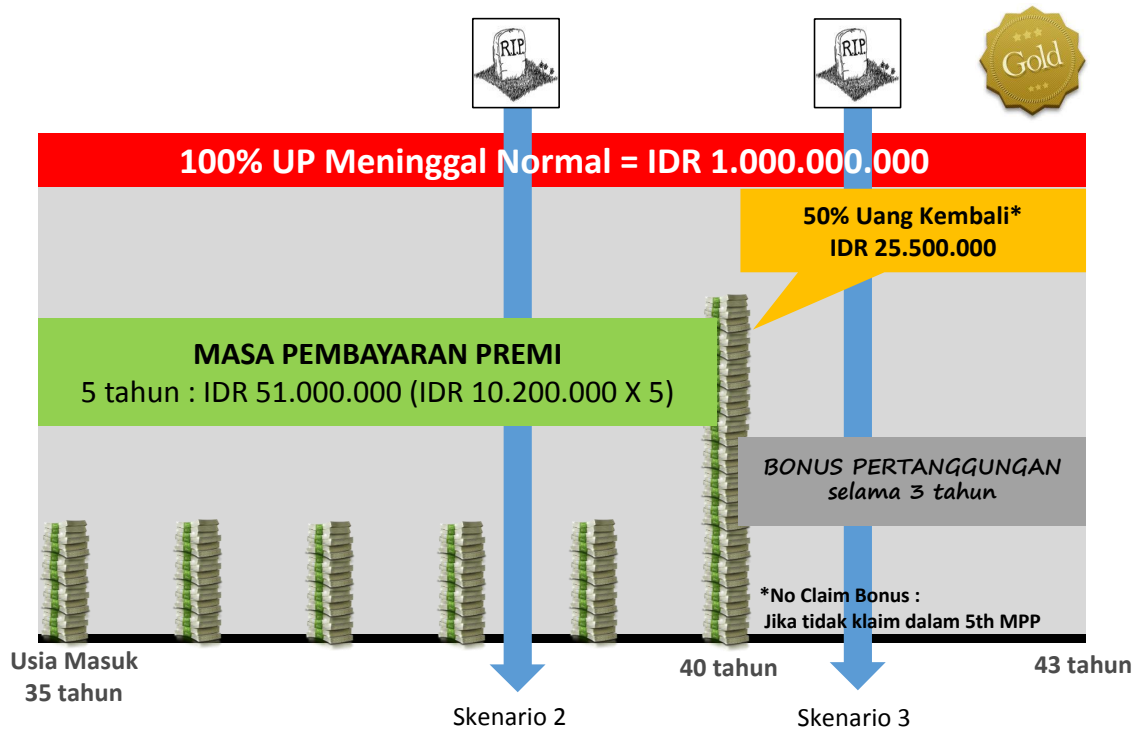 R.I.P.
R.I.P.
Gold
100% UP Meninggal Normal = IDR 1.000.000.000
50% Uang Kembali*
IDR 25.500.000
MASA PEMBAYARAN PREMI
5 tahun : IDR 51.000.000 (IDR 10.200.000 X 5)
BONUS PERTANGGUNGAN
selama 3 tahun
*No Claim Bonus :
Jika tidak klaim dalam 5th MPP
Usia Masuk
35 tahun
40 tahun
43 tahun
Skenario 2
Skenario 3